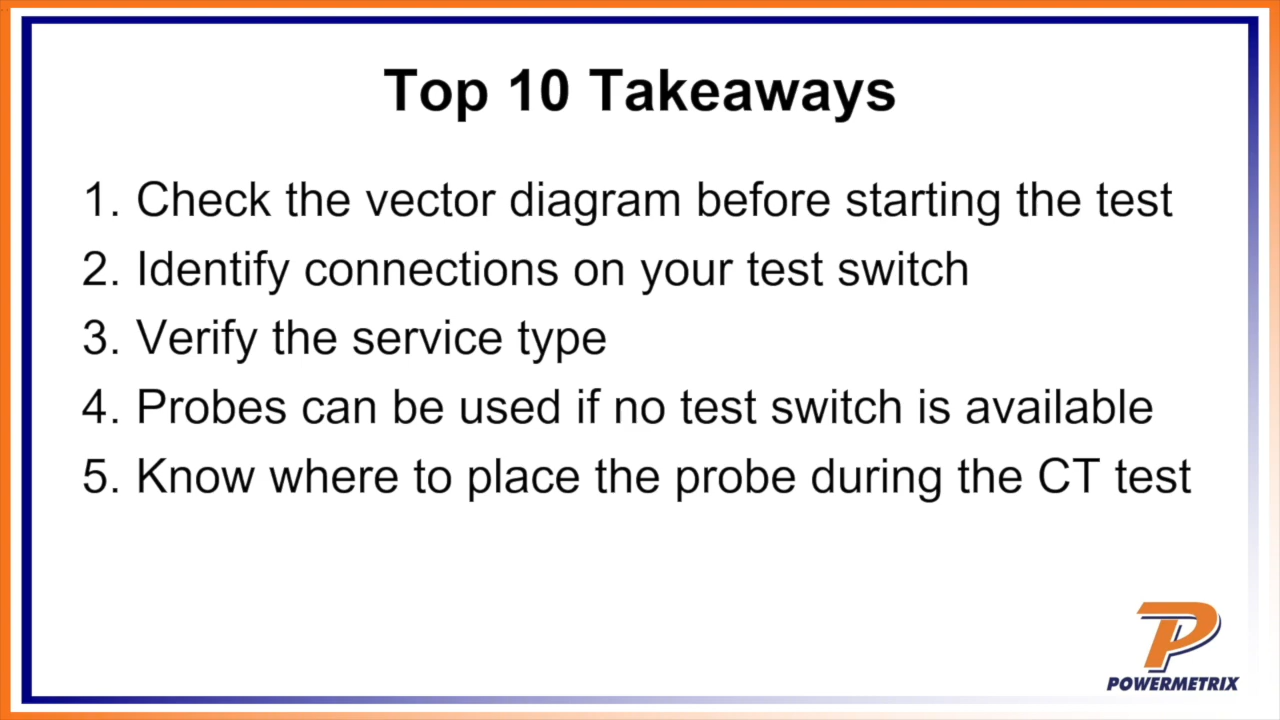 Top 10 Takeaways
1. Check the vector diagram before starting the test
2. Identify connections on your test switch
3. Verify the service type
4. Probes can be used if no test switch is available
5. Know where to place the probe during the CT test
P
POWERMETRIX